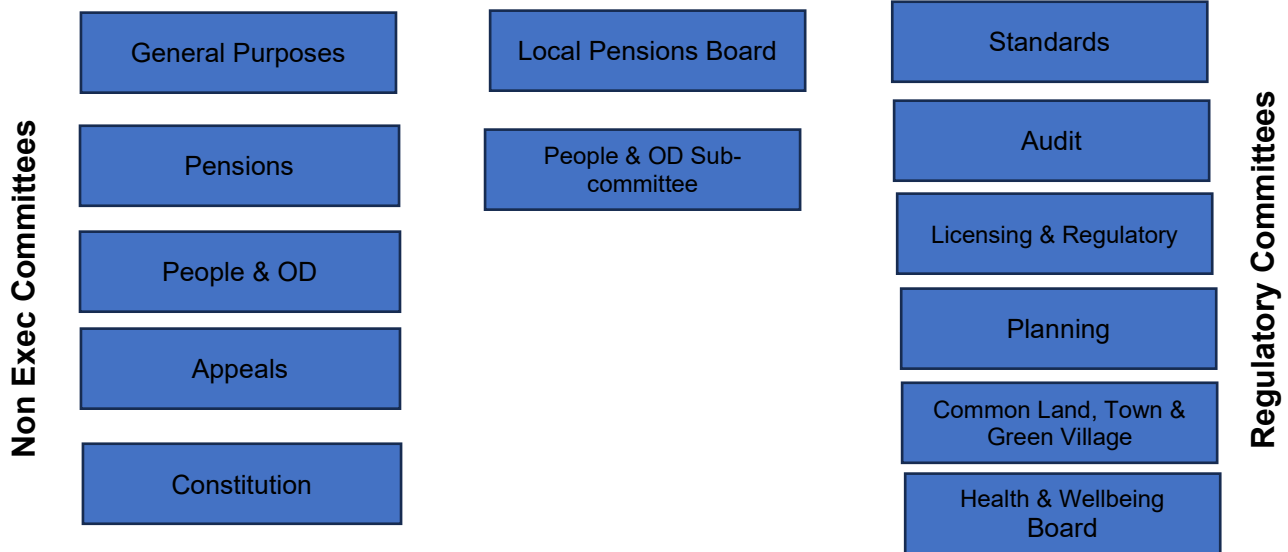 Non Exec Committees
General Purposes
Pensions
People & OD
Appeals
Constitution
Local Pensions Board
People & OD Sub-
committee
Standards
Audit
Licensing & Regulatory
Planning
Common Land, Town &
Green Village
Health & Wellbeing
Board
Regulatory Committees